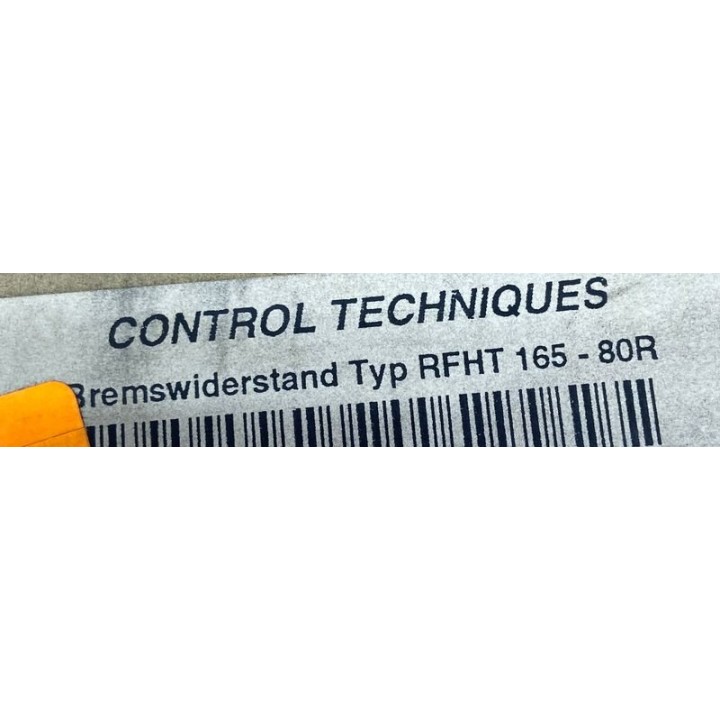 CONTROL TECHNIQUES
Bremswiderstand Typ RFHT 165 - 80R